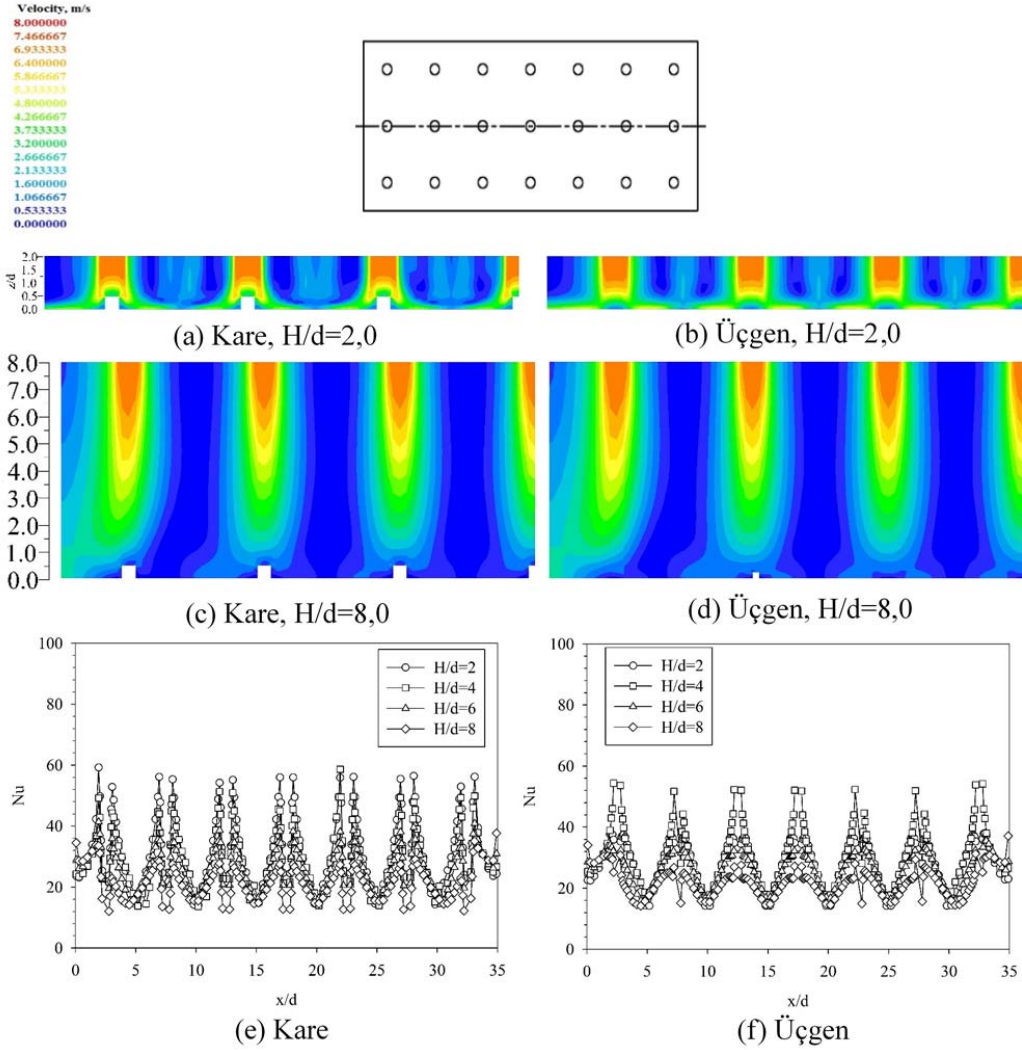 Velocity, m/s
8.000000
7.466667
6.933333
6.400000
5.866667
5.333333
4.800000
4.266667
3.733333
3.200000
2.666667
2.133333
1.600000
1.066667
0.533333
0.000000
z/d
2.0
1.5
1.0
0.5
0.0
(a) Kare, H/d=2,0
(b) Üçgen, H/d=2,0
8.0
7.0
6.0
5.0
4.0
3.0
2.0
1.0
0.0
(c) Kare, H/d=8,0
(d) Üçgen, H/d=8,0
100
80
60
40
20
0
Nu
H/d=2
H/d=4
H/d=6
H/d=8
0 5 10 15 20 25 30 35
x/d
(e) Kare
100
80
60
40
20
0
Nu
H/d=2
H/d=4
H/d=6
H/d=8
0 5 10 15 20 25 30 35
x/d
(f) Üçgen